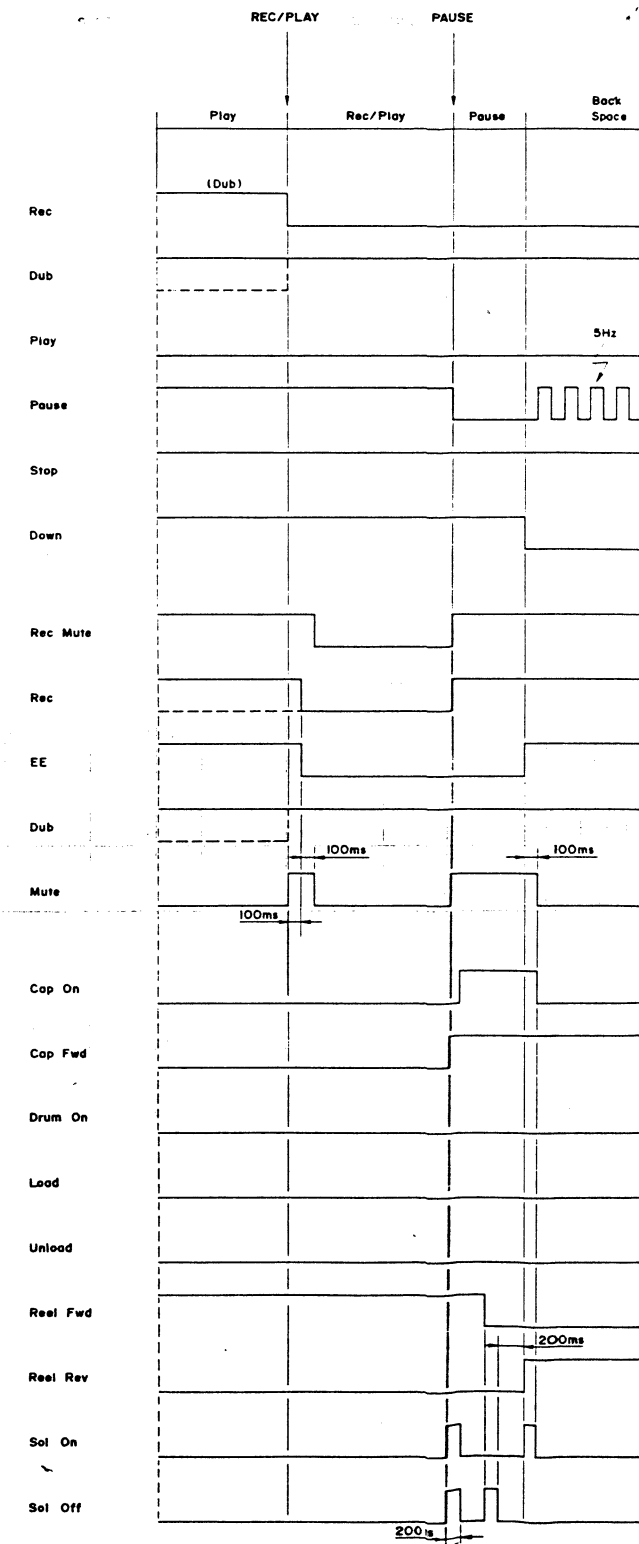 REC/PLAY PAUSE
Play Rec/Play Pause Back Space
(Dub)
Rec
Dub
Play
5Hz
Pause
Stop
Down
Rec Mute
Rec
EE
Dub
100ms 100ms
Mute
100ms
Cap On
Cap Fwd
Drum On
Load
Unload
Reel Fwd
200ms
Reel Rev
Sol On
Sol Off